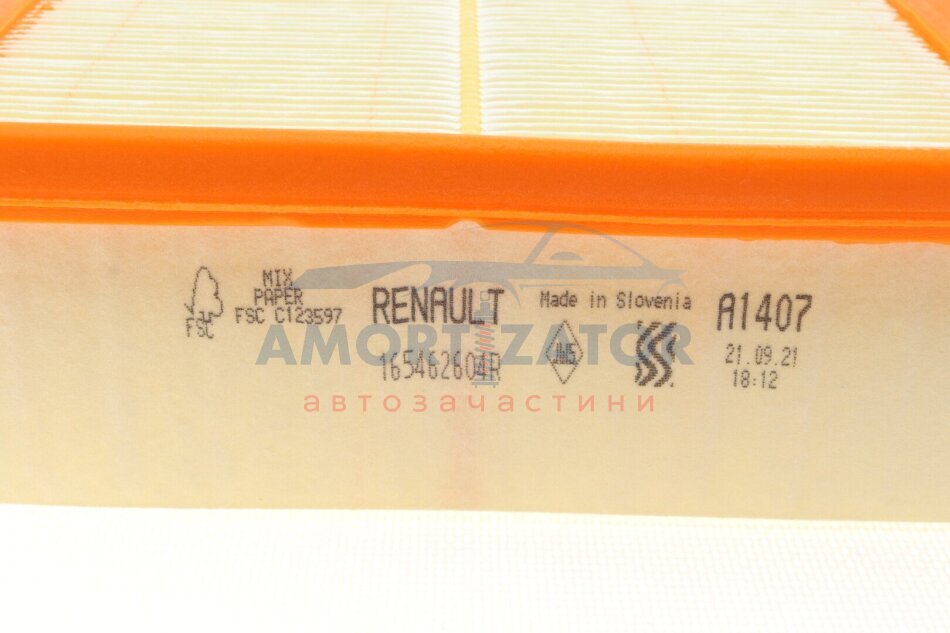 MIX
PAPER
FSC C123597
FSC
RENAULT
165462604R
Made in Slovenia
A1407
21.09.21
18:12
AMORTIZATOR
автозачастини